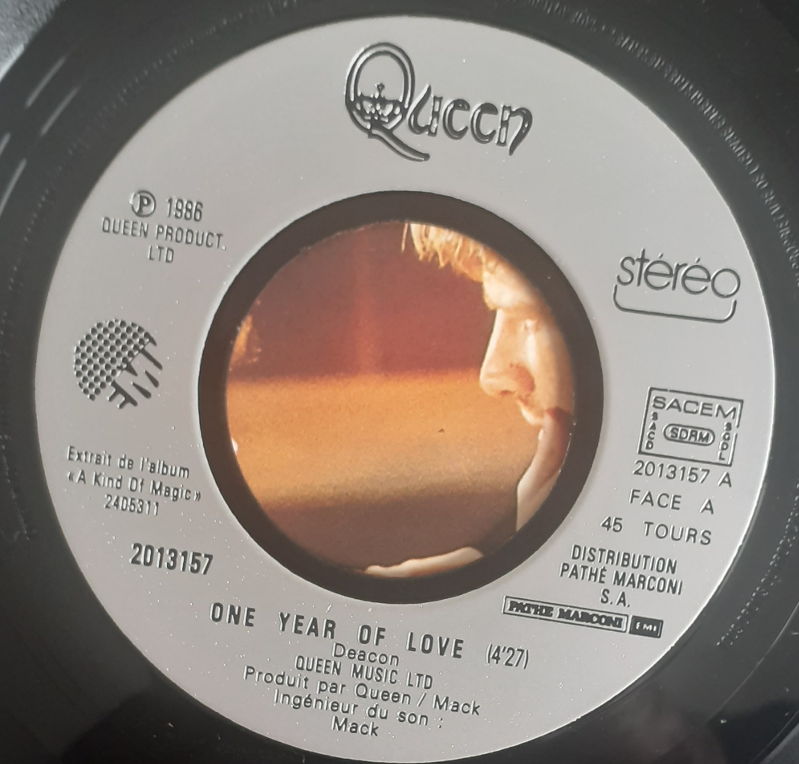 Queen
℗ 1986
QUEEN PRODUCT.
LTD
stéréo
EMI
SACEM
SACD
SDRM
SGDL
2013157 A
FACE A
45 TOURS
DISTRIBUTION
PATHÉ MARCONI
S.A.
PATHE MARCONI EMI
Extrait de l'album
«A Kind Of Magic»
2405311
2013157
ONE YEAR OF LOVE (4'27)
Deacon
QUEEN MUSIC LTD
Produit par Queen / Mack
Ingénieur du son :
Mack